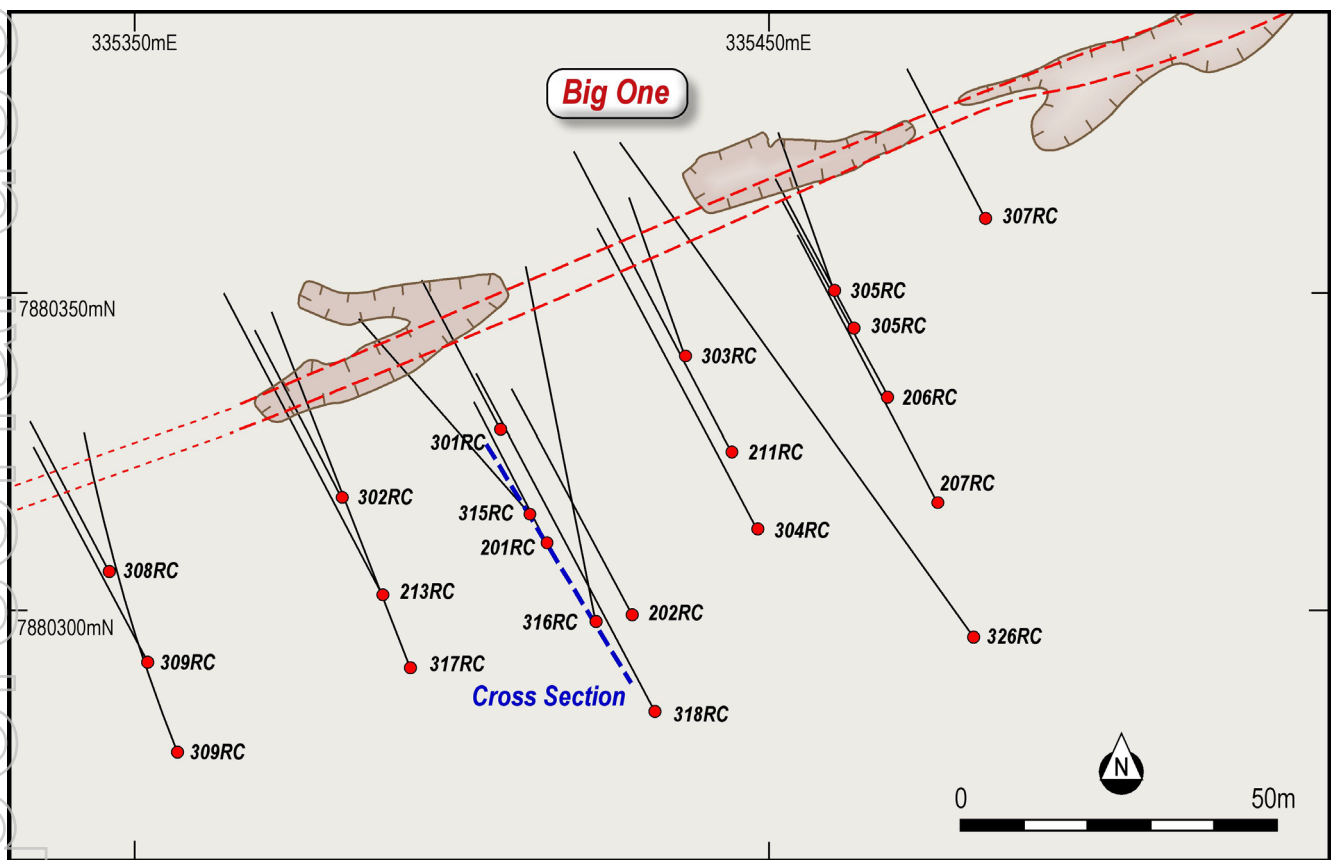 335350mE
335450mE
Big One
307RC
305RC
7880350mN
305RC
303RC
206RC
301RC
211RC
207RC
302RC
315RC
304RC
201RC
308RC
213RC
7880300mN
316RC
202RC
326RC
309RC
317RC
Cross Section
318RC
309RC
N
0 50m